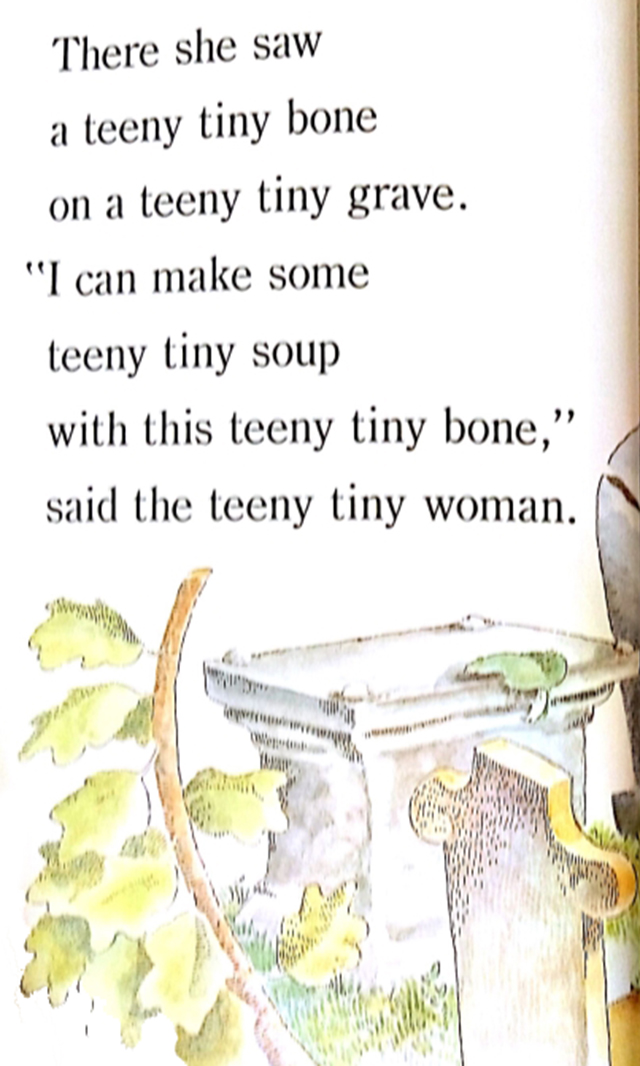 There she saw
a teeny tiny bone
on a teeny tiny grave.
"I can make some
teeny tiny soup
with this teeny tiny bone,"
said the teeny tiny woman.